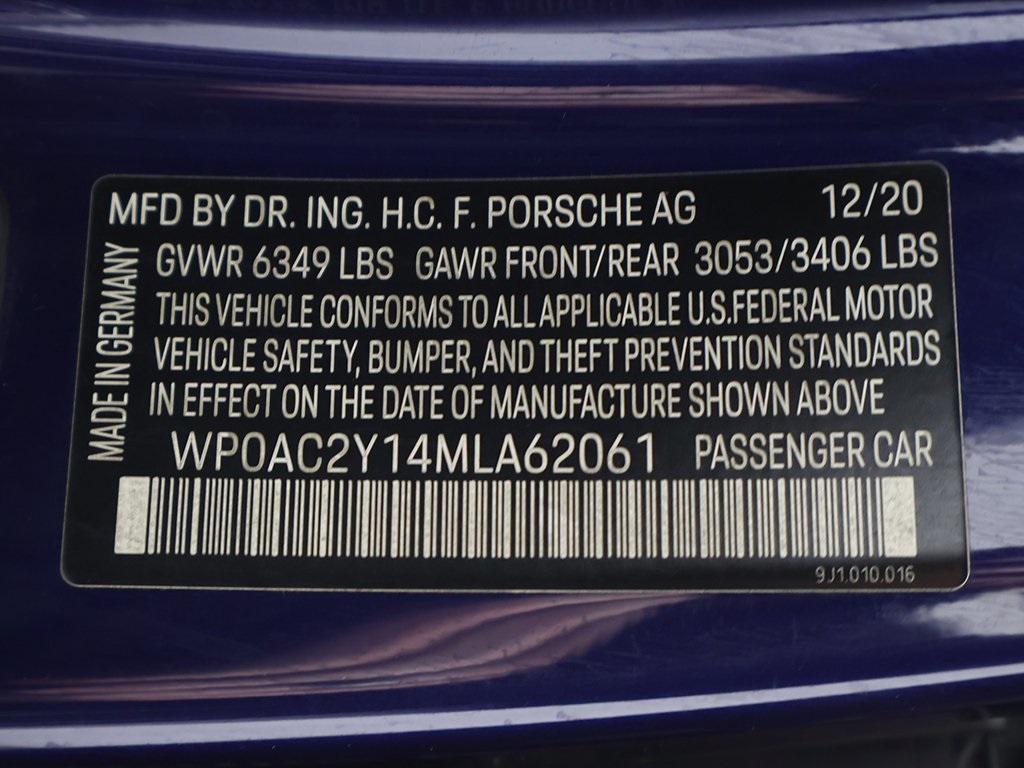 MFD BY DR. ING. H.C. F. PORSCHE AG 12/20
GVWR 6349 LBS GAWR FRONT/REAR 3053/3406 LBS
THIS VEHICLE CONFORMS TO ALL APPLICABLE U.S.FEDERAL MOTOR
VEHICLE SAFETY, BUMPER, AND THEFT PREVENTION STANDARDS
IN EFFECT ON THE DATE OF MANUFACTURE SHOWN ABOVE
WP0AC2Y14MLA62061 PASSENGER CAR
MADE IN GERMANY
9J1.010.016